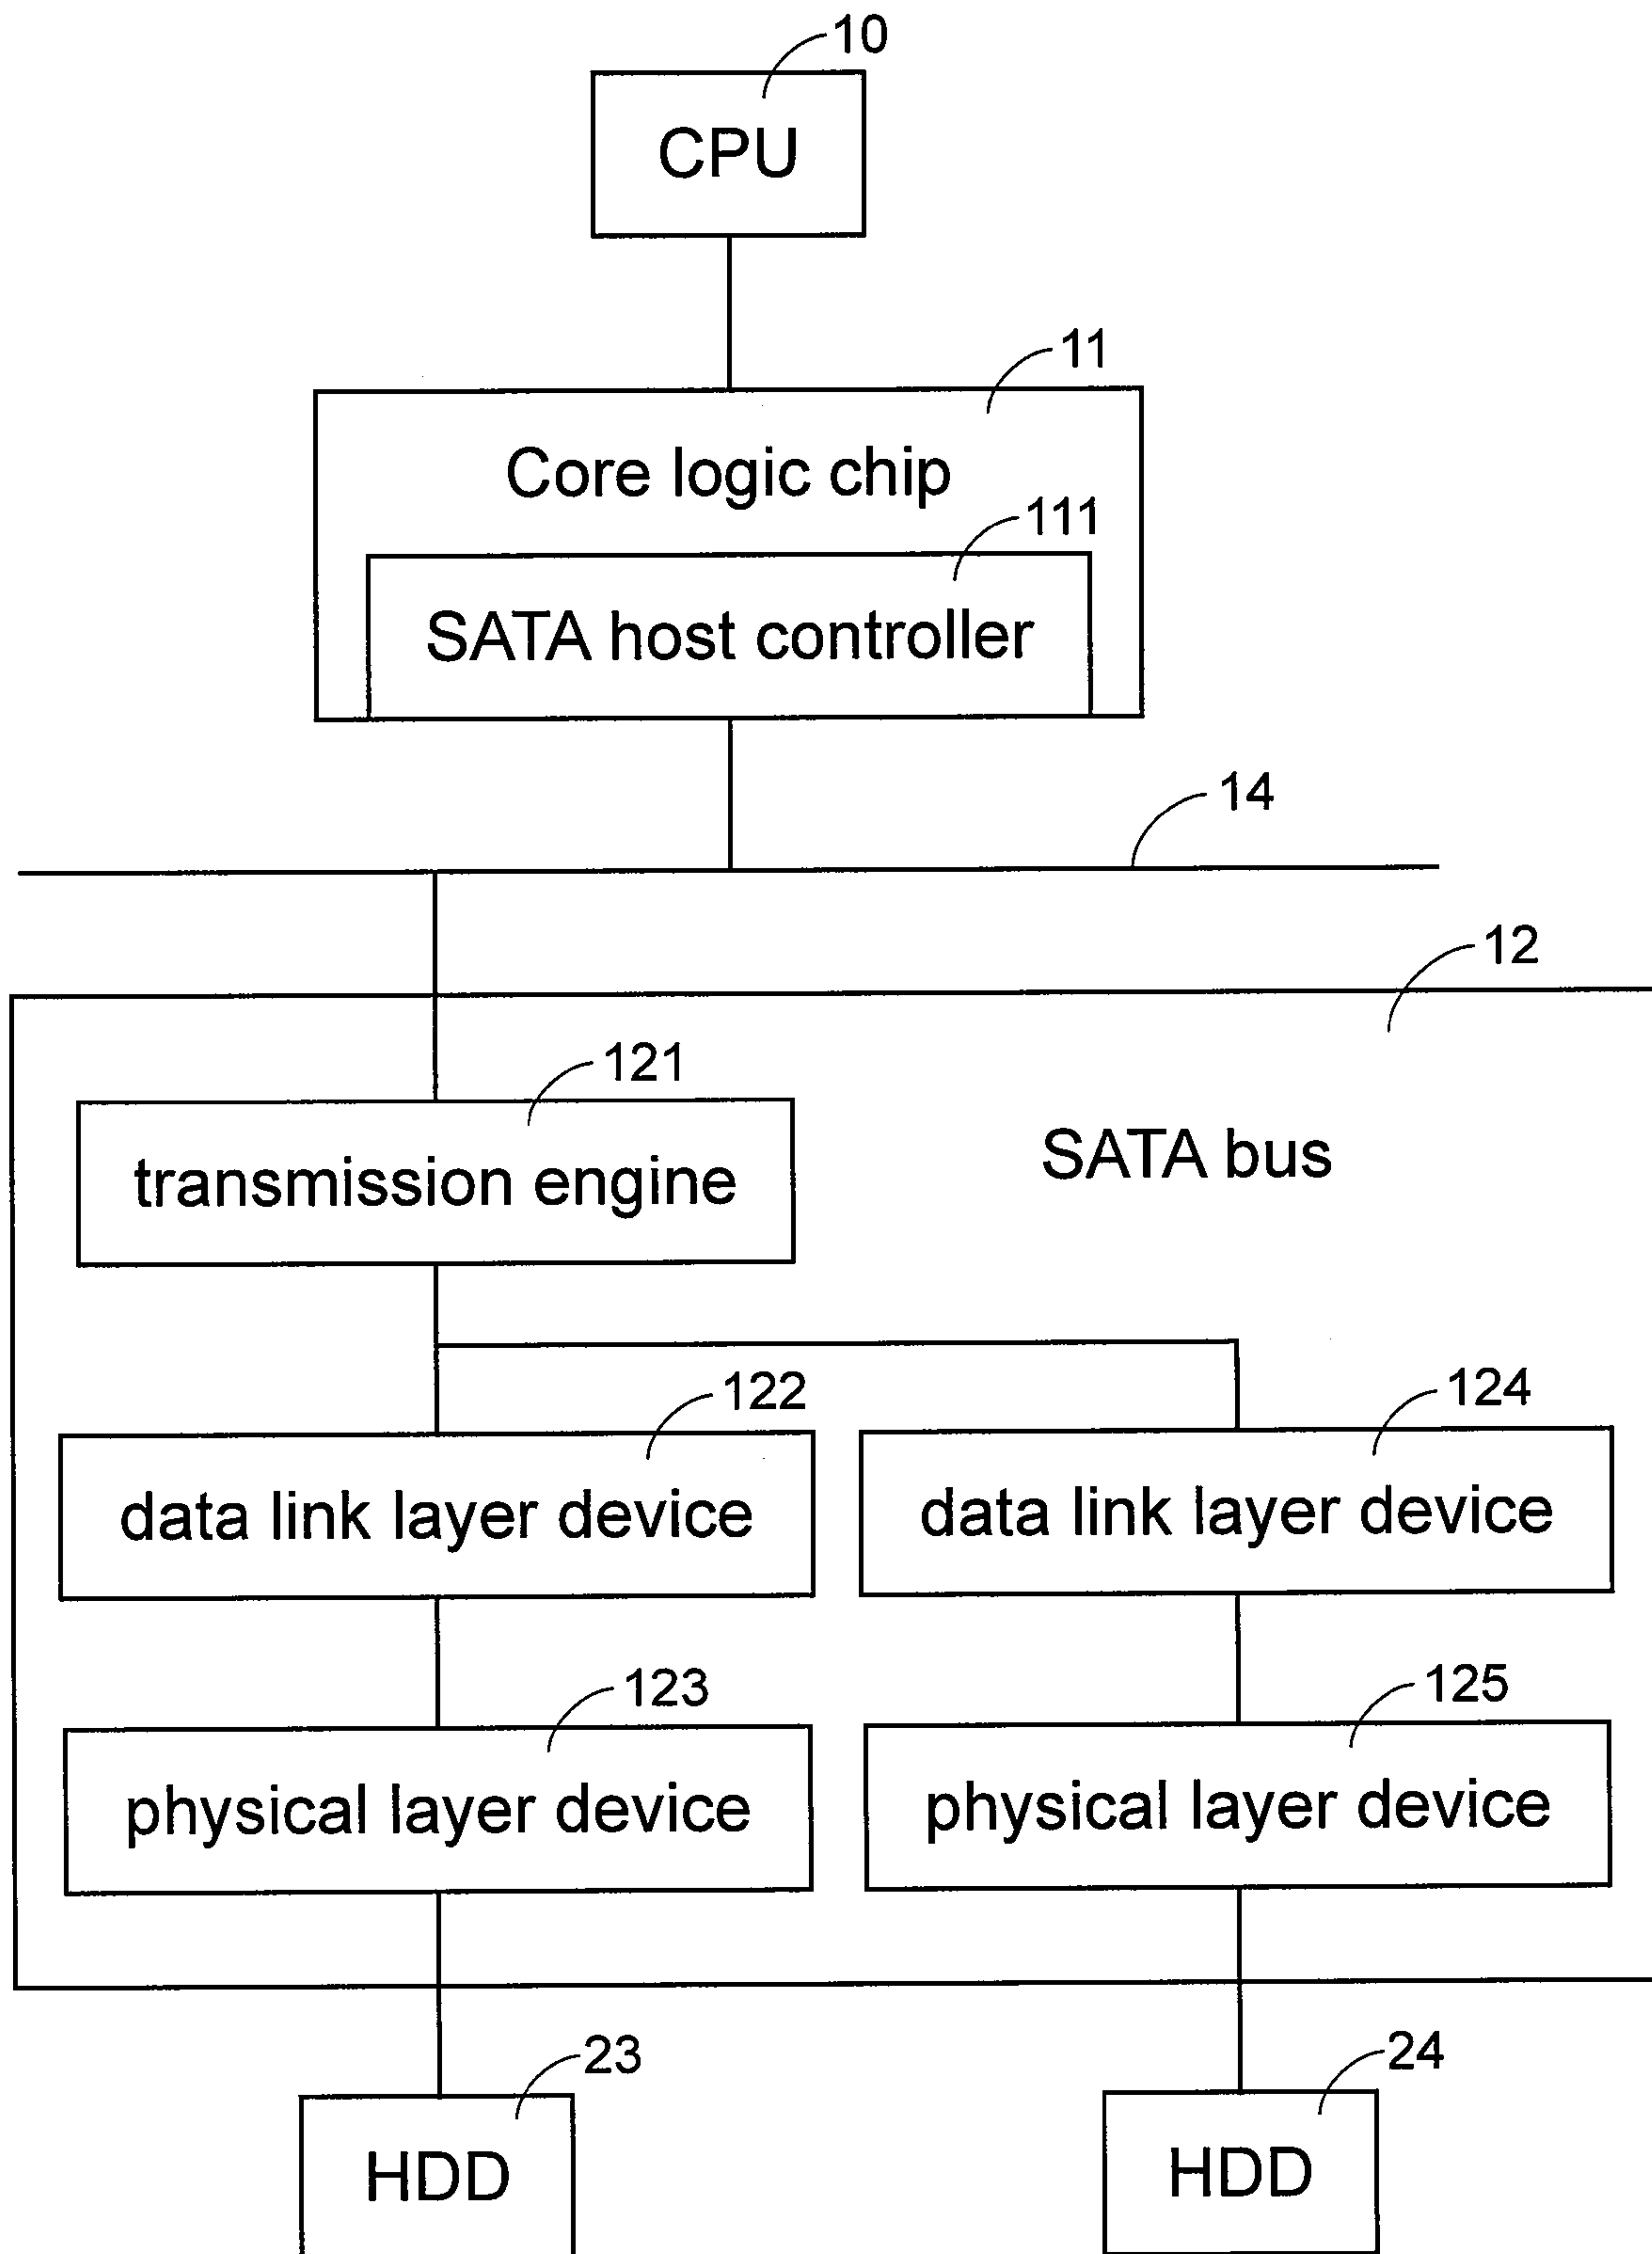 10
CPU
11
Core logic chip
111
SATA host controller
14
12
121
transmission engine
SATA bus
122
124
data link layer device
data link layer device
123
125
physical layer device
physical layer device
23
24
HDD
HDD